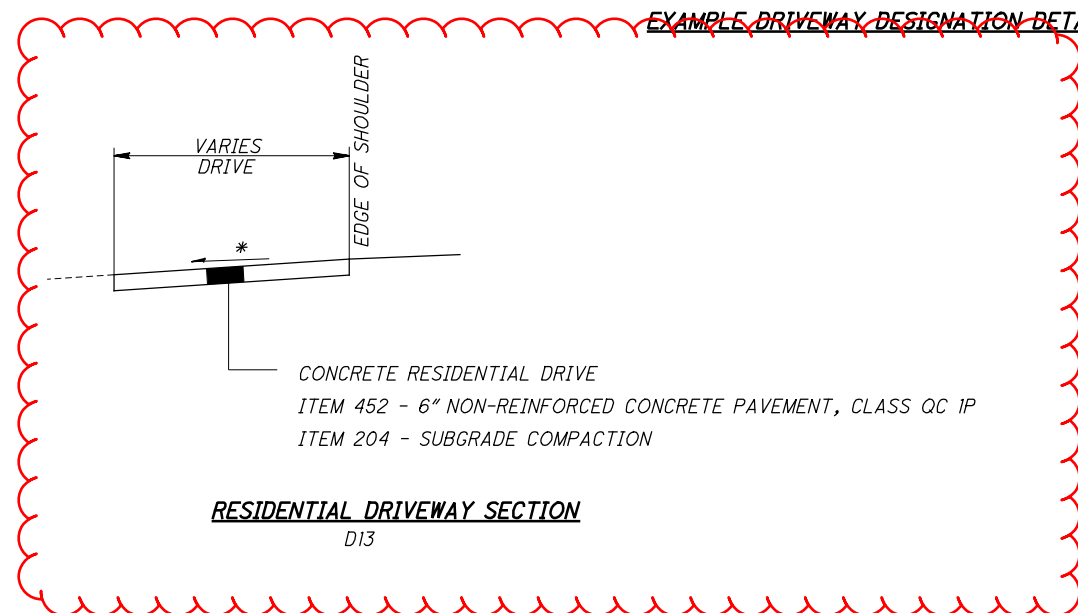 EXAMPLE DRIVEWAY DESIGNATION DETA
EDGE OF SHOULDER
VARIES
DRIVE
*
CONCRETE RESIDENTIAL DRIVE
ITEM 452 - 6" NON-REINFORCED CONCRETE PAVEMENT, CLASS QC 1P
ITEM 204 - SUBGRADE COMPACTION
RESIDENTIAL DRIVEWAY SECTION
D13